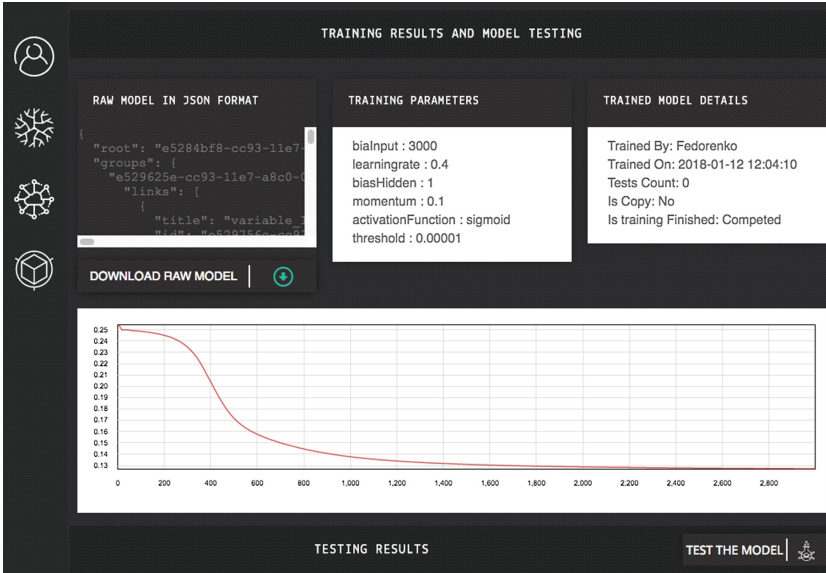 TRAINING RESULTS AND MODEL TESTING
RAW MODEL IN JSON FORMAT
{
"root": "e5284bf8-cc93-11e7-
"groups": {
"e529625e-cc93-11e7-a8c0-0
"links": [
{
"title": "variable_
"id":
DOWNLOAD RAW MODEL
TRAINING PARAMETERS
biaInput : 3000
learningrate : 0.4
biasHidden : 1
momentum : 0.1
activationFunction : sigmoid
threshold : 0.00001
TRAINED MODEL DETAILS
Trained By: Fedorenko
Trained On: 2018-01-12 12:04:10
Tests Count: 0
Is Copy: No
Is training Finished: Competed
0.25
0.24
0.23
0.22
0.21
0.20
0.19
0.18
0.17
0.16
0.15
0.14
0.13
0 200 400 600 800 1,000 1,200 1,400 1,600 1,800 2,000 2,200 2,400 2,600 2,800
TESTING RESULTS
TEST THE MODEL